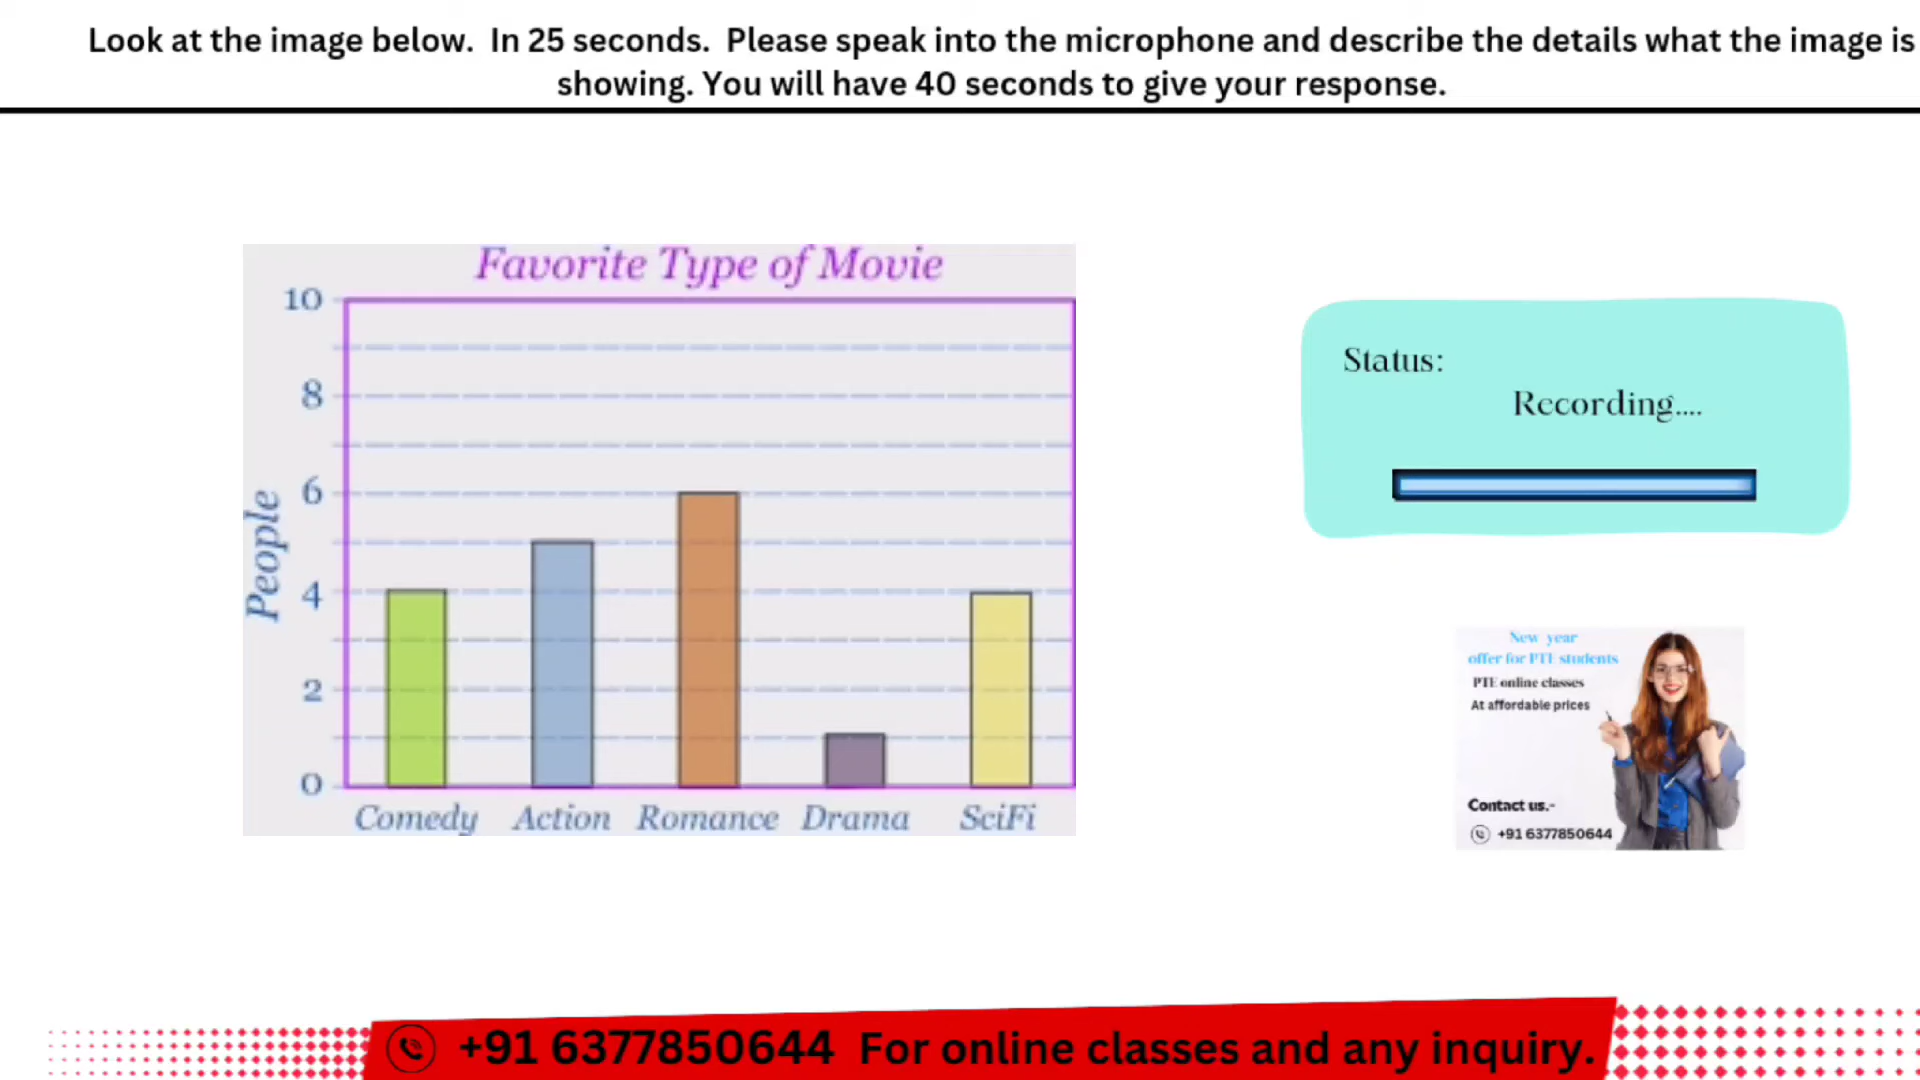 Look at the image below.  In 25 seconds.  Please speak into the microphone and describe the details what the image is
showing. You will have 40 seconds to give your response.
Favorite Type of Movie
10
8
6
4
2
0
People
Comedy Action Romance Drama SciFi
Status:
Recording....
New year
offer for PTE students
PTE online classes
At affordable prices
Contact us.-
+91 6377850644
+91 6377850644 For online classes and any inquiry.